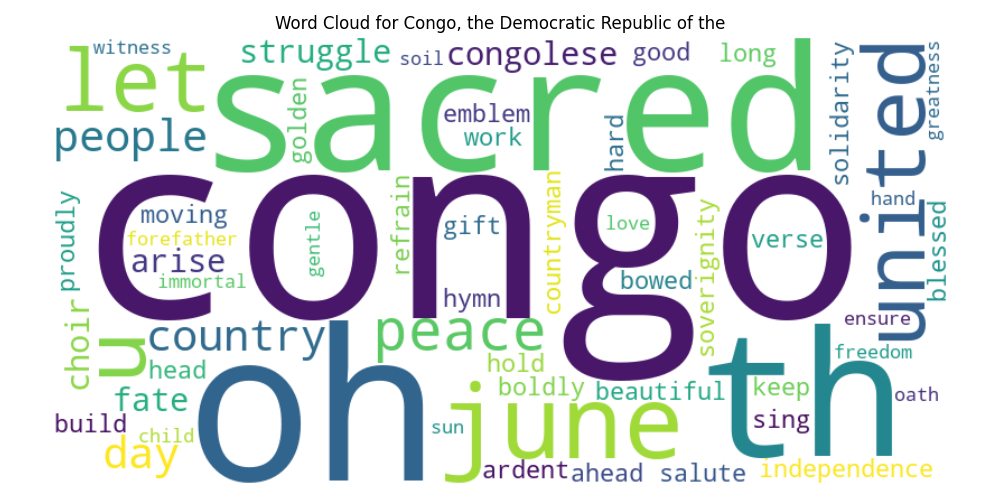 Word Cloud for Congo, the Democratic Republic of the
witness
struggle
soil
congolese
good
long
let
sacred
people
golden
emblem
work
hard
solidarity
united
greatness
congo
proudly
moving
forefather
arise
immortal
gentle
refrain
gift
hymn
countryman
love
bowed
soverignity
verse
hand
blessed
choir
u
country
peace
oh
june
th
ensure
freedom
head
hold
fate
boldly
beautiful
keep
oath
build
child
day
sun
sing
ardent
ahead
salute
independence